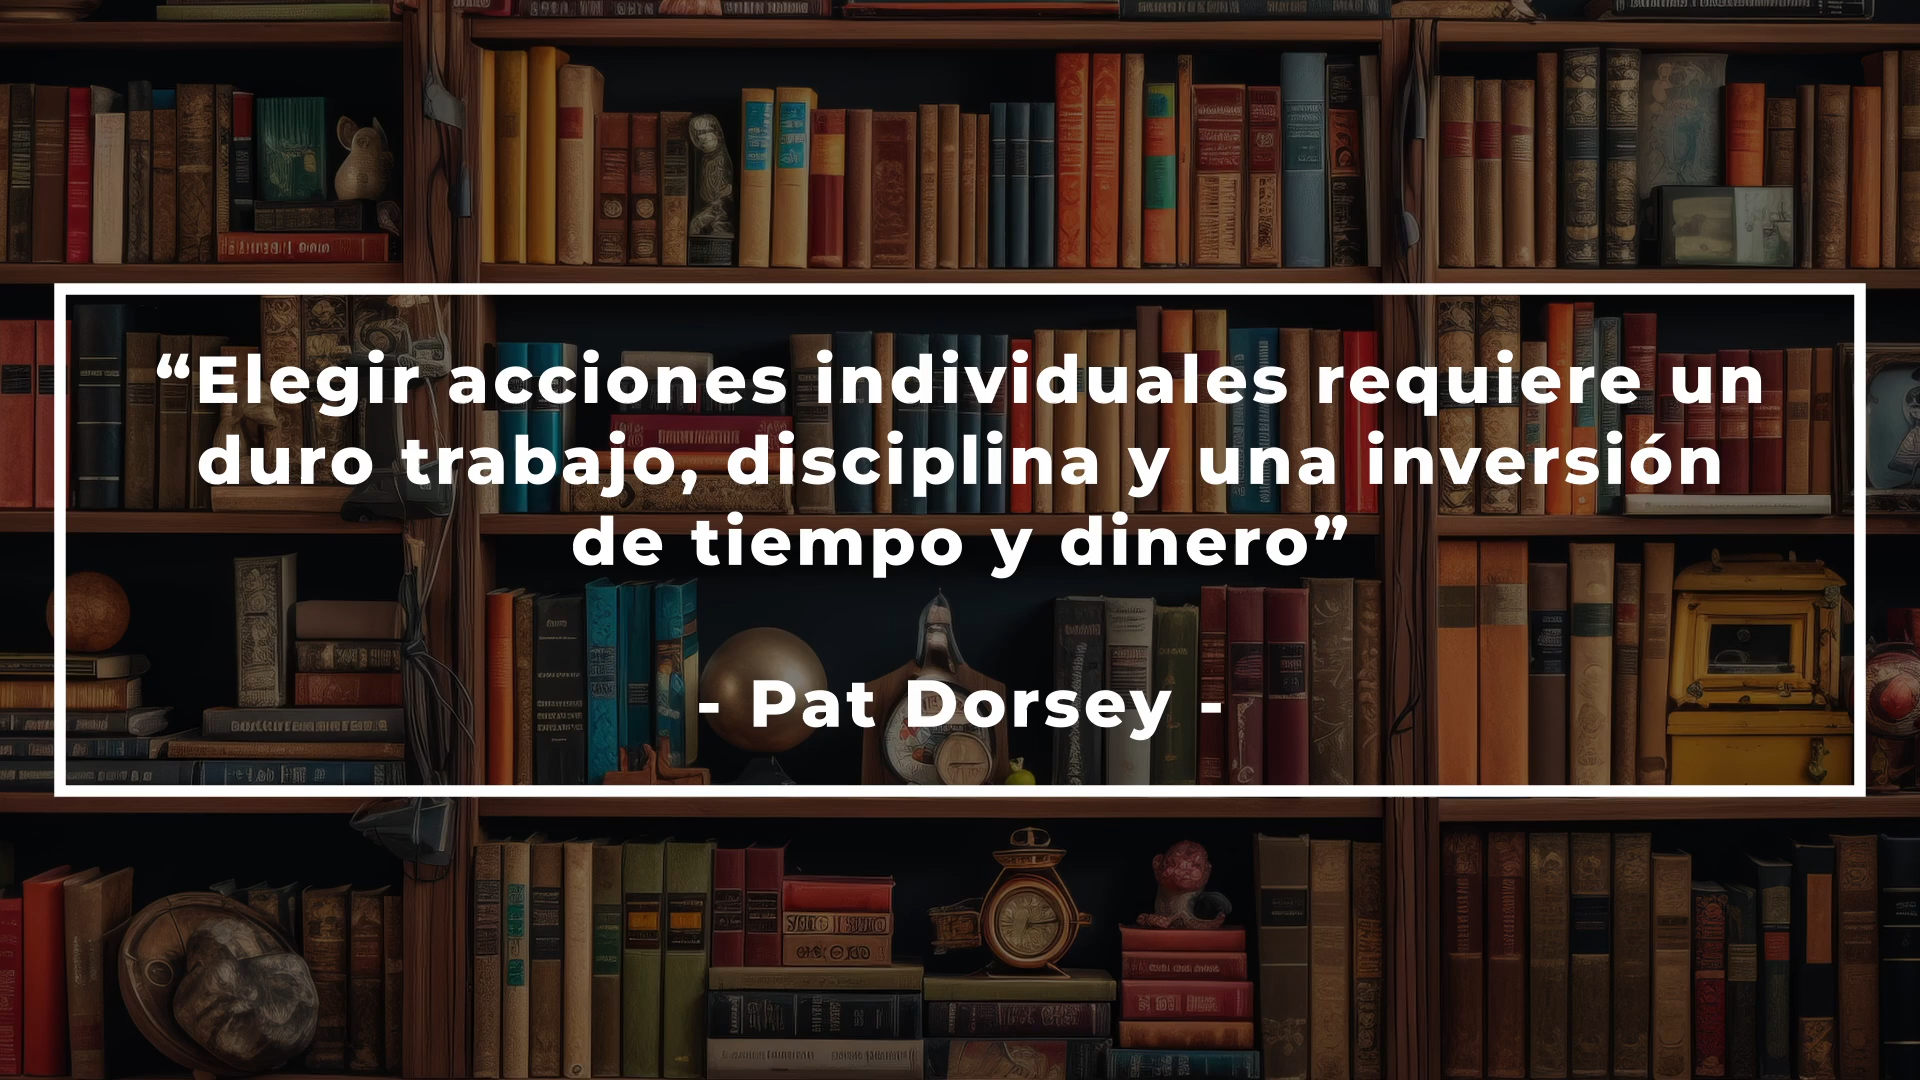 “Elegir acciones individuales requiere un
duro trabajo, disciplina y una inversión
de tiempo y dinero”
- Pat Dorsey -